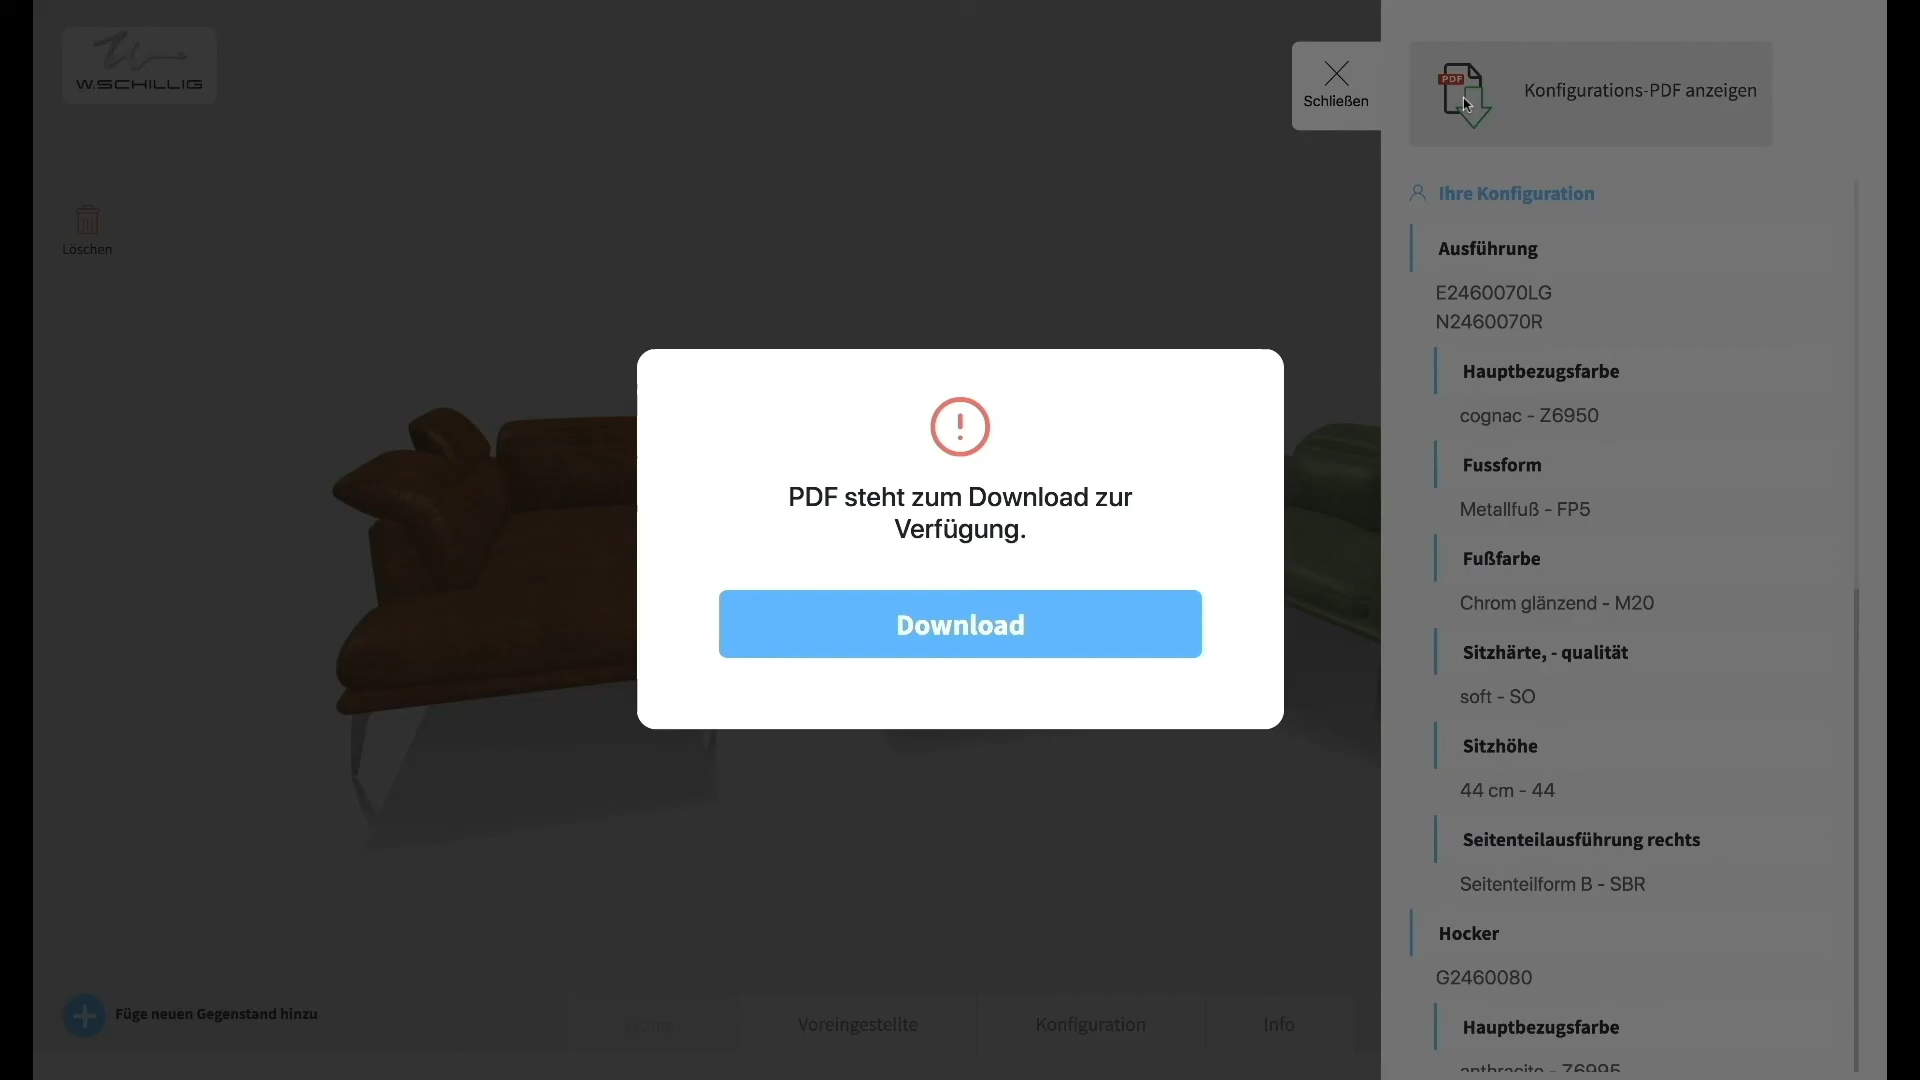 W.SCHILLIG
Schließen
PDF
Konfigurations-PDF anzeigen
Löschen
Ihre Konfiguration
Ausführung
E2460070LG
N2460070R
Hauptbezugsfarbe
cognac - Z6950
Fussform
Metallfuß - FP5
Fußfarbe
Chrom glänzend - M20
Sitzhärte, - qualität
soft - SO
Sitzhöhe
44 cm - 44
Seitenteilausführung rechts
Seitenteilform B - SBR
Hocker
G2460080
Hauptbezugsfarbe
anthracite - Z6995
PDF steht zum Download zur
Verfügung.
Download
Füge neuen Gegenstand hinzu
Voreingestellte
Konfiguration
Info